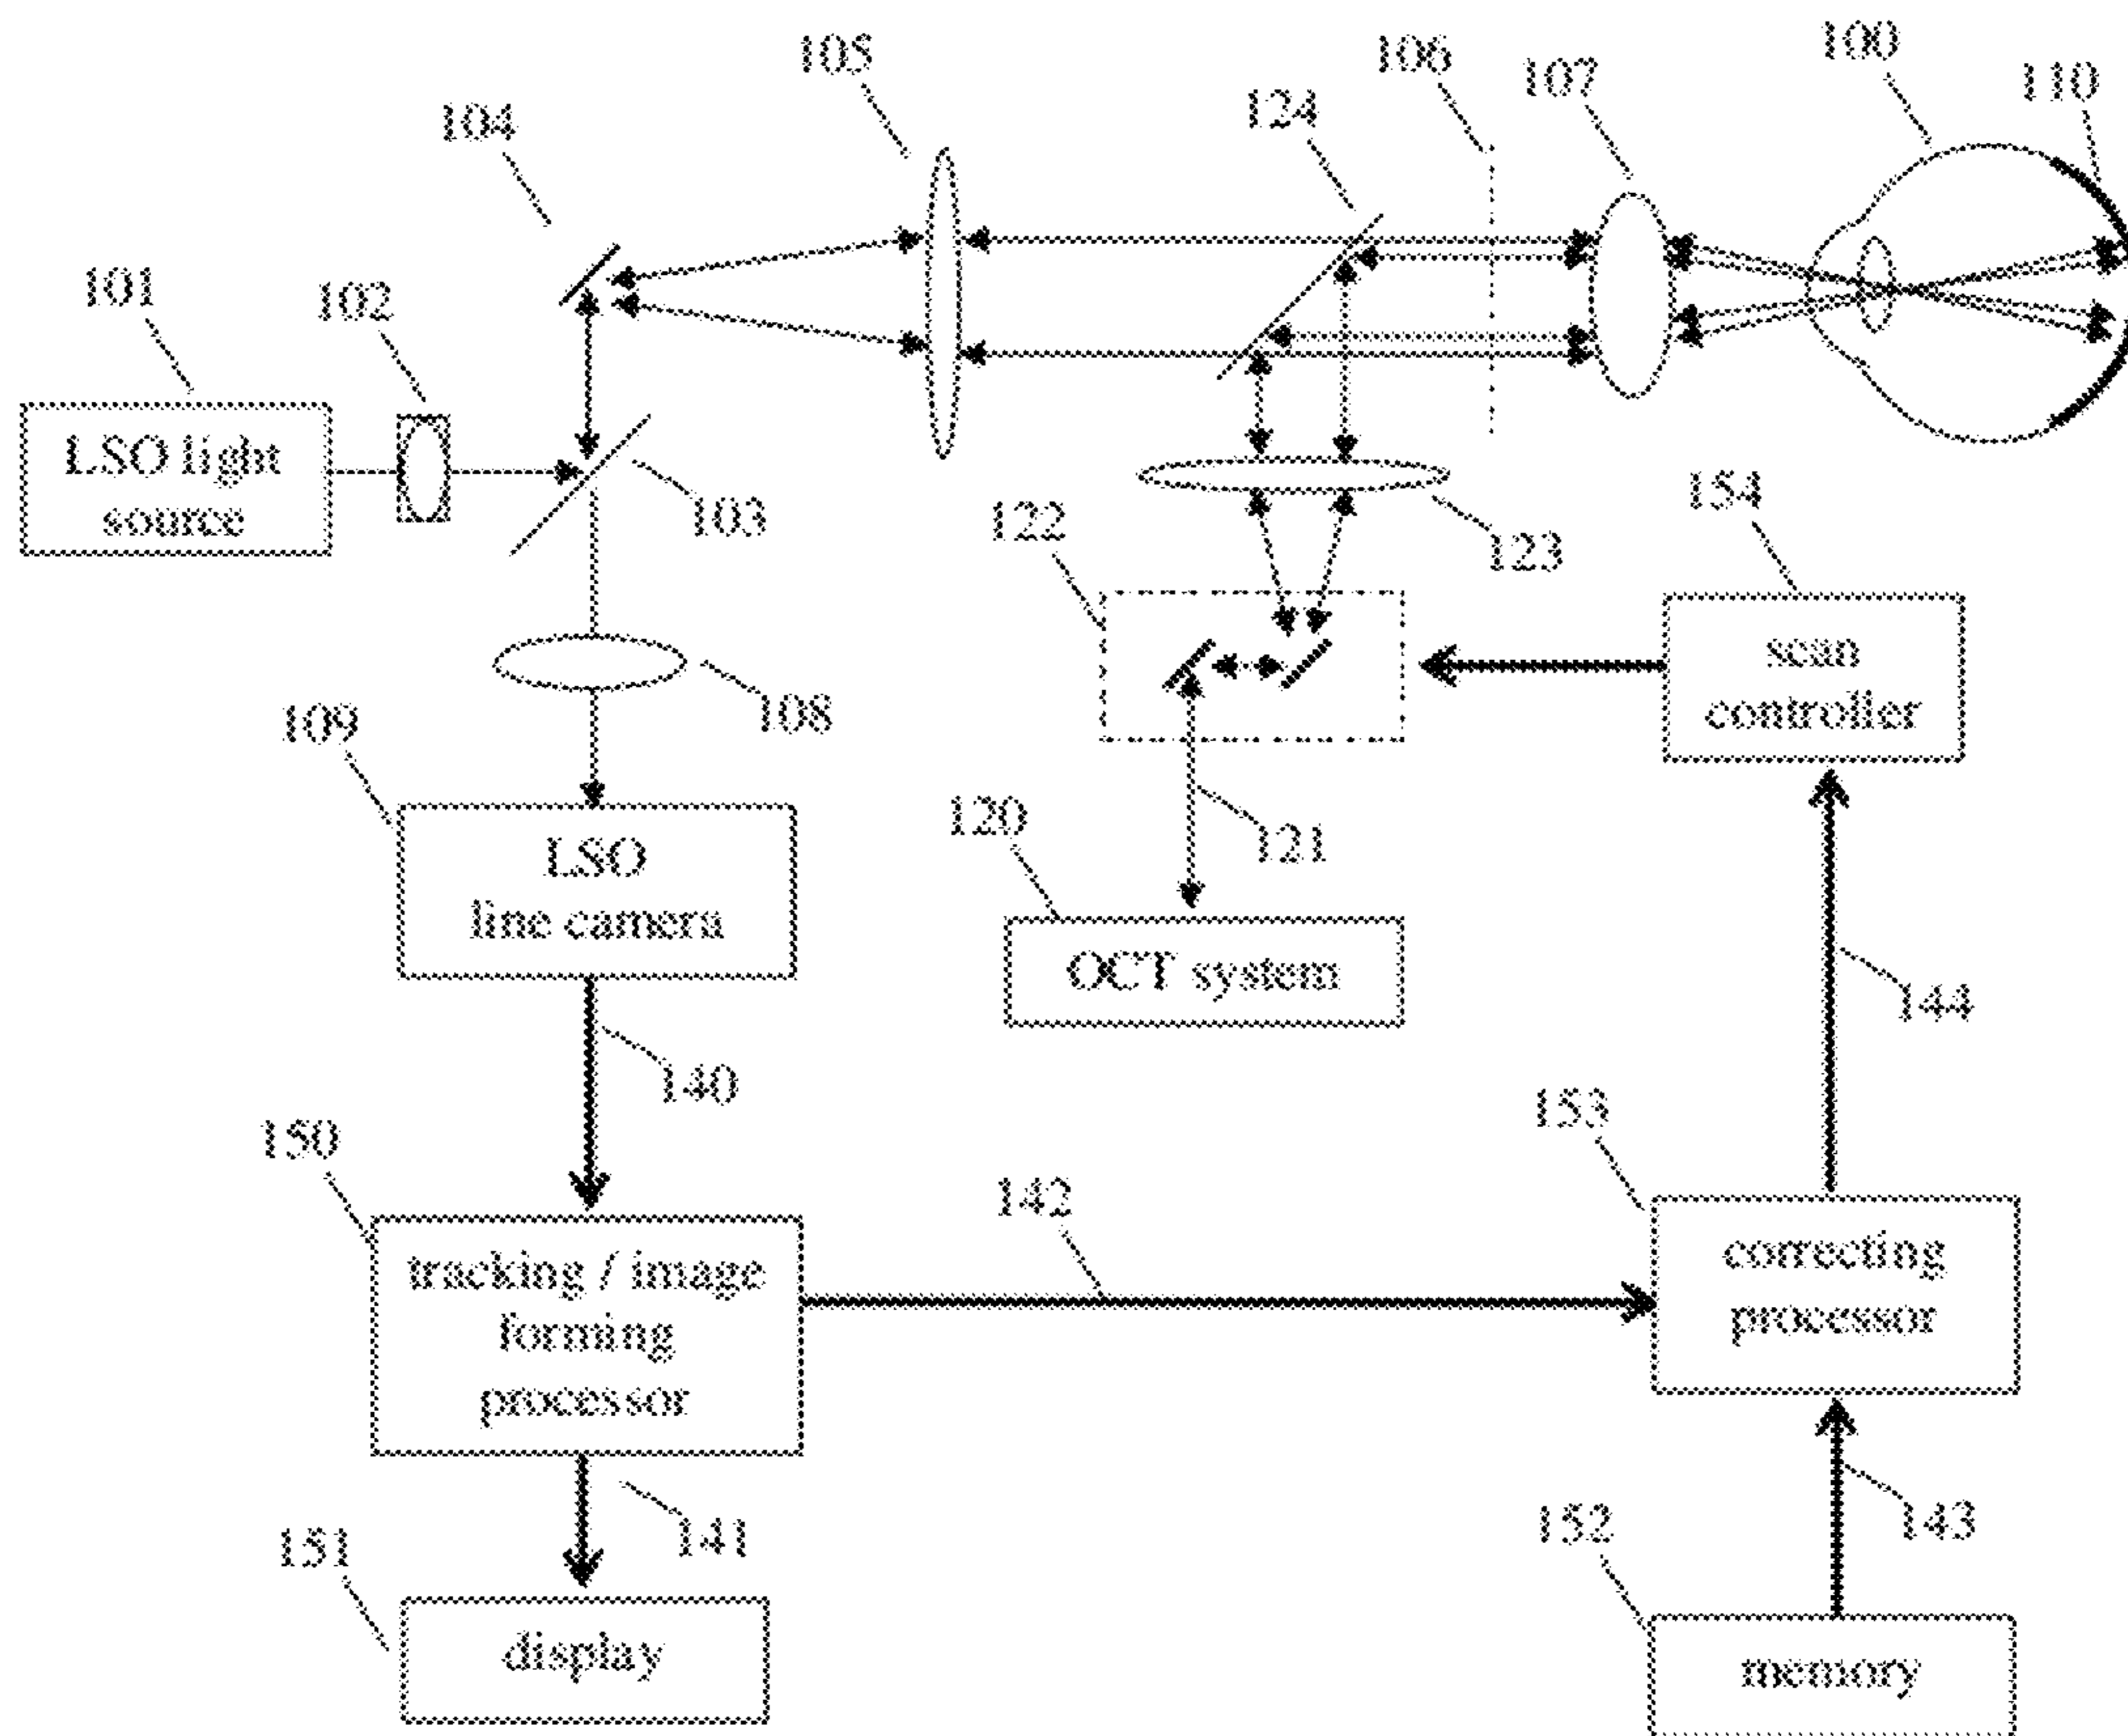 105
106
100
107
110
104
124
101
102
LSO light
source
103
122
123
154
scan
controller
108
109
LSO
line camera
120
121
OCT system
140
144
150
153
142
tracking / image
forming
processor
correcting
processor
141
143
151
152
display
memory